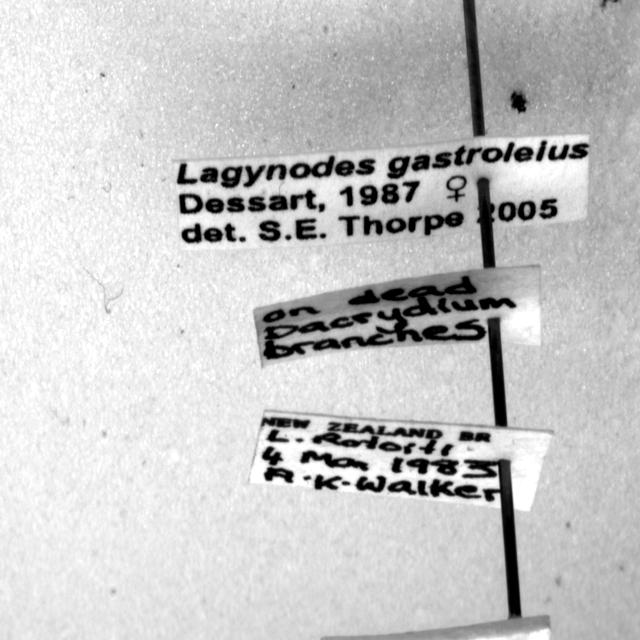 Lagynodes gastroleius
Dessart, 1987 ♀
det. S.E. Thorpe 2005
on dead
Dacrydium
branches
NEW ZEALAND BR
L. Rotoiti
4 Mar 1983
A.K. Walker